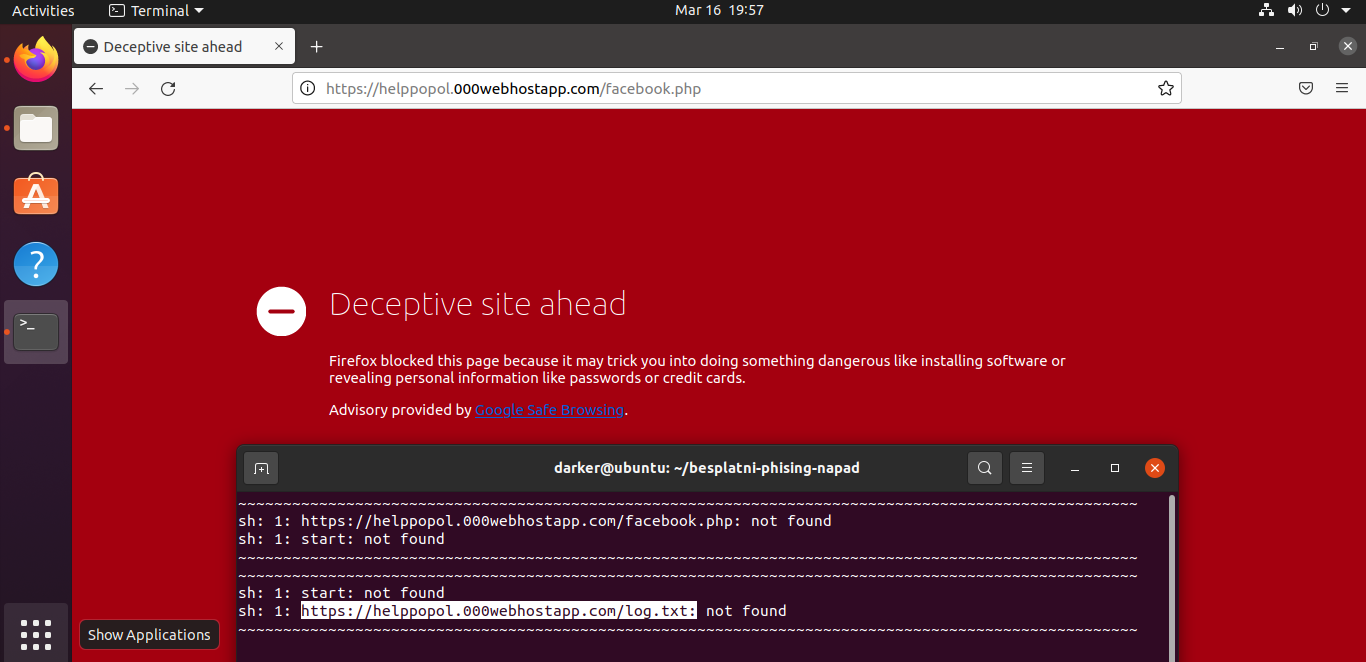 Activities
Terminal
Mar 16 19:57
Deceptive site ahead
https://helppopol.000webhostapp.com/facebook.php
Deceptive site ahead
Firefox blocked this page because it may trick you into doing something dangerous like installing software or
revealing personal information like passwords or credit cards.
Advisory provided by Google Safe Browsing.
darker@ubuntu: ~/besplatni-phising-napad
~~~~~~~~~~~~~~~~~~~~~~~~~~~~~~~~~~~~~~~~~~~~~~~~~~~~~~~~~~~~~~~~~~~~~~~~~~~~~~~~~~~~~~~~~~~~~~~~~~~~
sh: 1: https://helppopol.000webhostapp.com/facebook.php: not found
sh: 1: start: not found
~~~~~~~~~~~~~~~~~~~~~~~~~~~~~~~~~~~~~~~~~~~~~~~~~~~~~~~~~~~~~~~~~~~~~~~~~~~~~~~~~~~~~~~~~~~~~~~~~~~~
~~~~~~~~~~~~~~~~~~~~~~~~~~~~~~~~~~~~~~~~~~~~~~~~~~~~~~~~~~~~~~~~~~~~~~~~~~~~~~~~~~~~~~~~~~~~~~~~~~~~
sh: 1: start: not found
sh: 1: https://helppopol.000webhostapp.com/log.txt: not found
~~~~~~~~~~~~~~~~~~~~~~~~~~~~~~~~~~~~~~~~~~~~~~~~~~~~~~~~~~~~~~~~~~~~~~~~~~~~~~~~~~~~~~~~~~~~~~~~~~~~
Show Applications